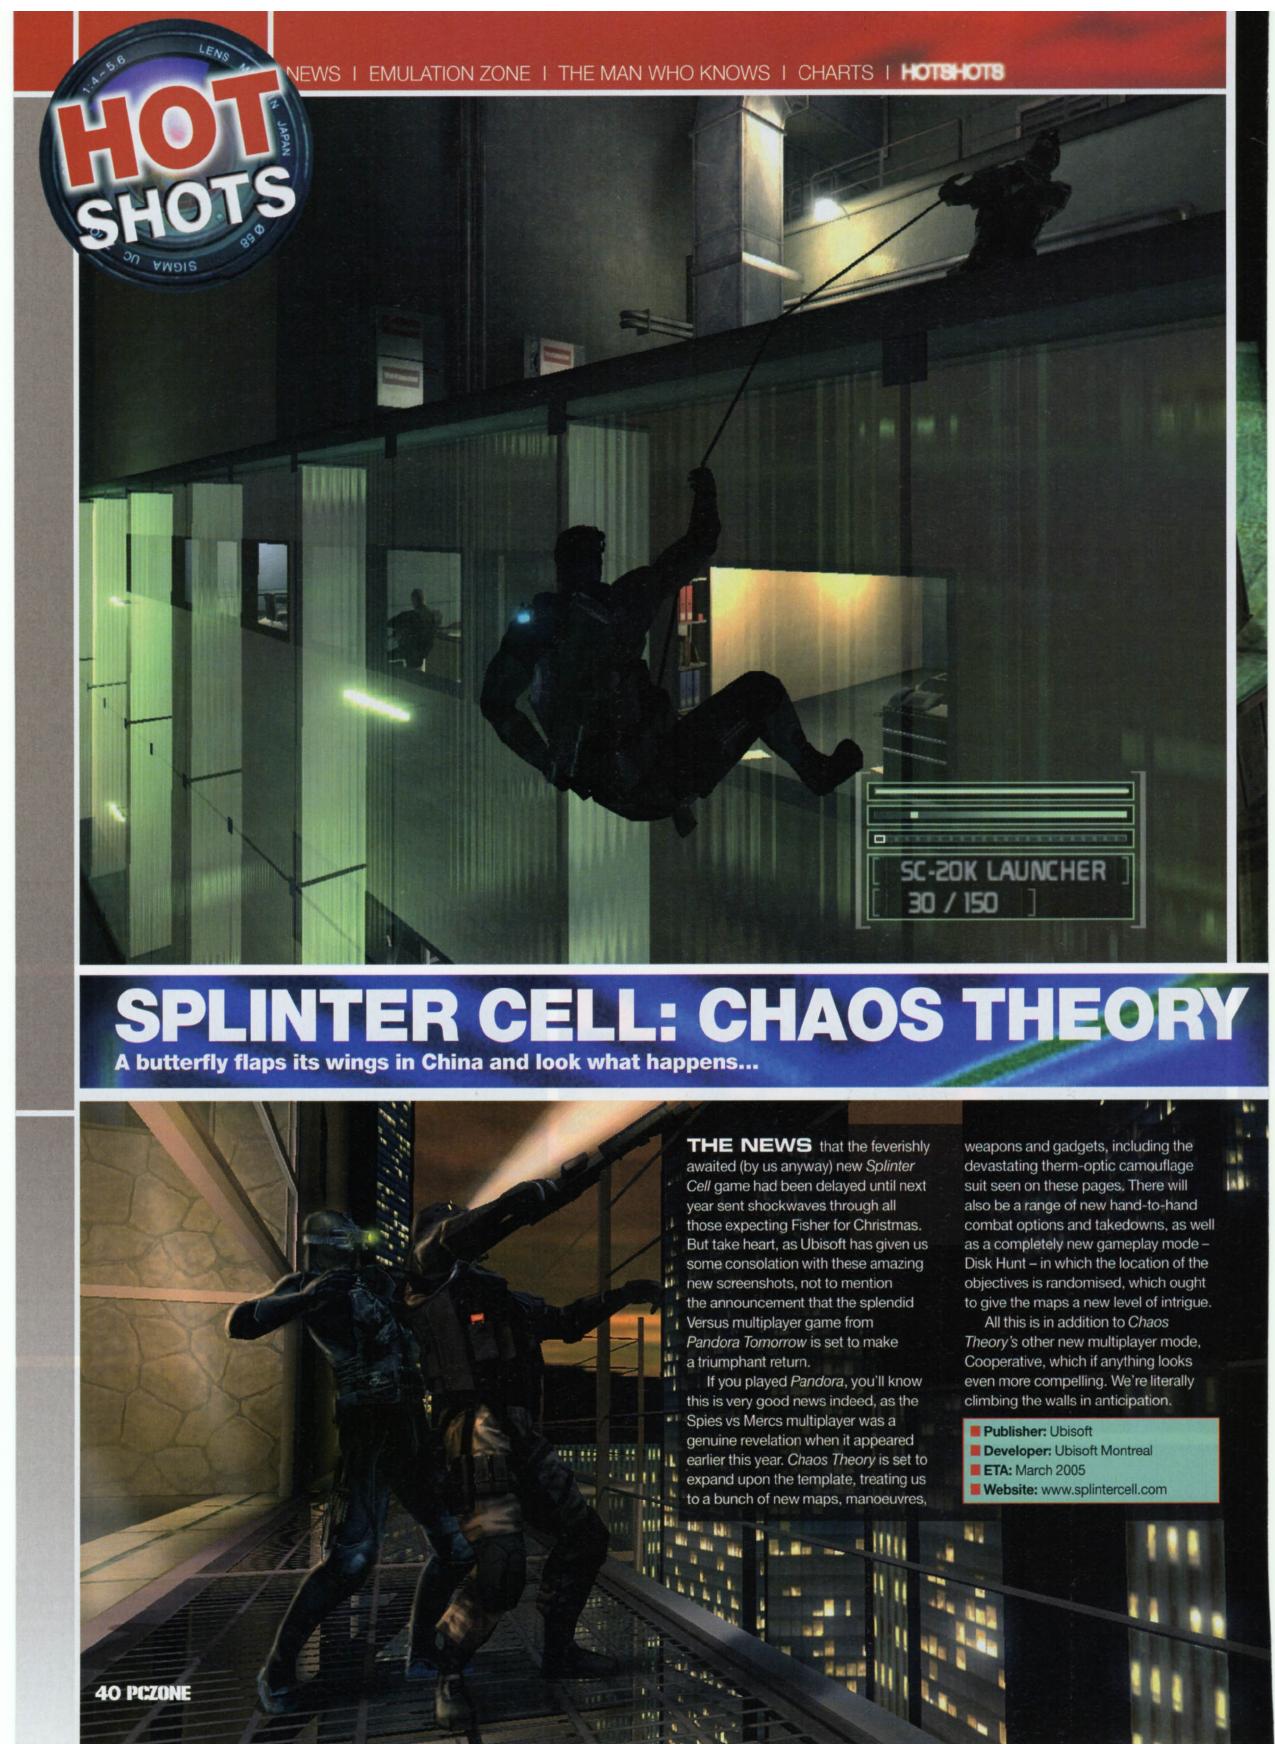 NEWS | EMULATION ZONE | THE MAN WHO KNOWS | CHARTS | HOTSHOTS
1:4-5.6
LENS
JAPAN
HOT
SHOTS
Ø58
SIGMA UC
SC-20K LAUNCHER
30 / 150
SPLINTER CELL: CHAOS THEORY
A butterfly flaps its wings in China and look what happens...
THE NEWS that the feverishly
awaited (by us anyway) new Splinter
Cell game had been delayed until next
year sent shockwaves through all
those expecting Fisher for Christmas.
But take heart, as Ubisoft has given us
some consolation with these amazing
new screenshots, not to mention
the announcement that the splendid
Versus multiplayer game from
Pandora Tomorrow is set to make
a triumphant return.
If you played Pandora, you'll know
this is very good news indeed, as the
Spies vs Mercs multiplayer was a
genuine revelation when it appeared
earlier this year. Chaos Theory is set to
expand upon the template, treating us
to a bunch of new maps, manoeuvres,
weapons and gadgets, including the
devastating therm-optic camouflage
suit seen on these pages. There will
also be a range of new hand-to-hand
combat options and takedowns, as well
as a completely new gameplay mode –
Disk Hunt – in which the location of the
objectives is randomised, which ought
to give the maps a new level of intrigue.
All this is in addition to Chaos
Theory's other new multiplayer mode,
Cooperative, which if anything looks
even more compelling. We're literally
climbing the walls in anticipation.
Publisher: Ubisoft
Developer: Ubisoft Montreal
ETA: March 2005
Website: www.splintercell.com
40 PCZONE